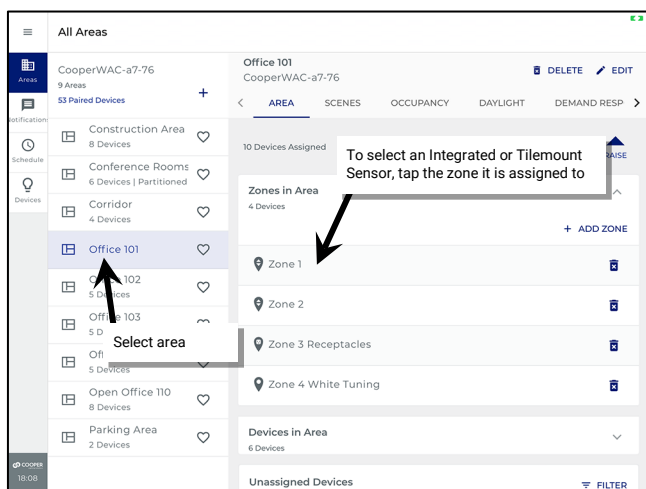 All Areas
Areas
Notifications
Schedule
Devices
COOPER
18:08
CooperWAC-a7-76
9 Areas
53 Paired Devices
+
Construction Area
8 Devices
Conference Rooms
6 Devices | Partitioned
Corridor
4 Devices
Office 101
Office 102
5 Devices
Office 103
5 D
Select area
Of
5 Devices
Open Office 110
8 Devices
Parking Area
2 Devices
Office 101
CooperWAC-a7-76
DELETE
EDIT
AREA SCENES OCCUPANCY DAYLIGHT DEMAND RESP
10 Devices Assigned
RAISE
To select an Integrated or Tilemount
Sensor, tap the zone it is assigned to
Zones in Area
4 Devices
+ ADD ZONE
Zone 1
Zone 2
Zone 3 Receptacles
Zone 4 White Tuning
Devices in Area
6 Devices
Unassigned Devices
FILTER